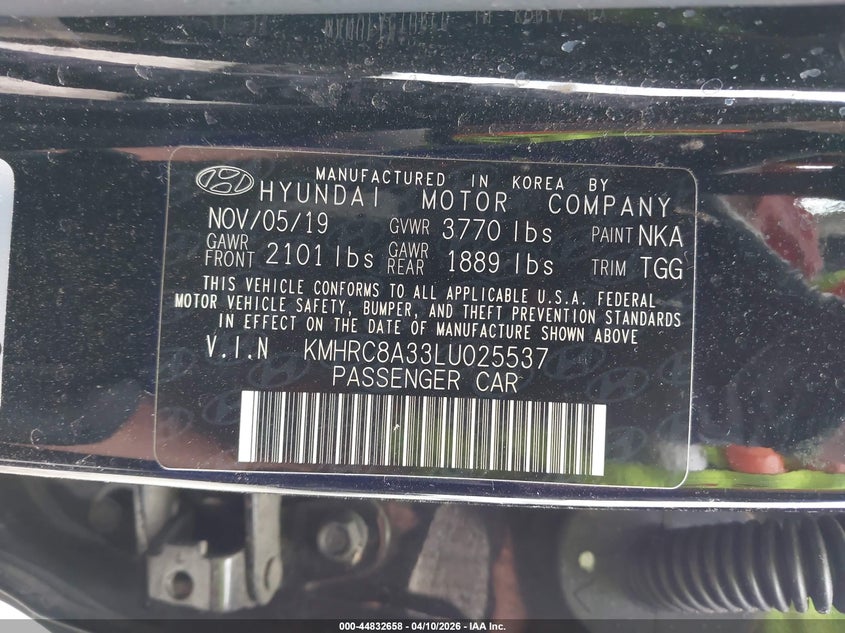 MANUFACTURED IN KOREA BY
HYUNDAI MOTOR COMPANY
NOV/05/19 GVWR 3770 lbs PAINT NKA
GAWR FRONT 2101 lbs GAWR REAR 1889 lbs TRIM TGG
THIS VEHICLE CONFORMS TO ALL APPLICABLE U.S.A. FEDERAL
MOTOR VEHICLE SAFETY, BUMPER, AND THEFT PREVENTION STANDARDS
IN EFFECT ON THE DATE OF MANUFACTURE SHOWN ABOVE
V.I.N KMHRC8A33LU025537
PASSENGER CAR
000-44832658 - 04/10/2026 - IAA Inc.